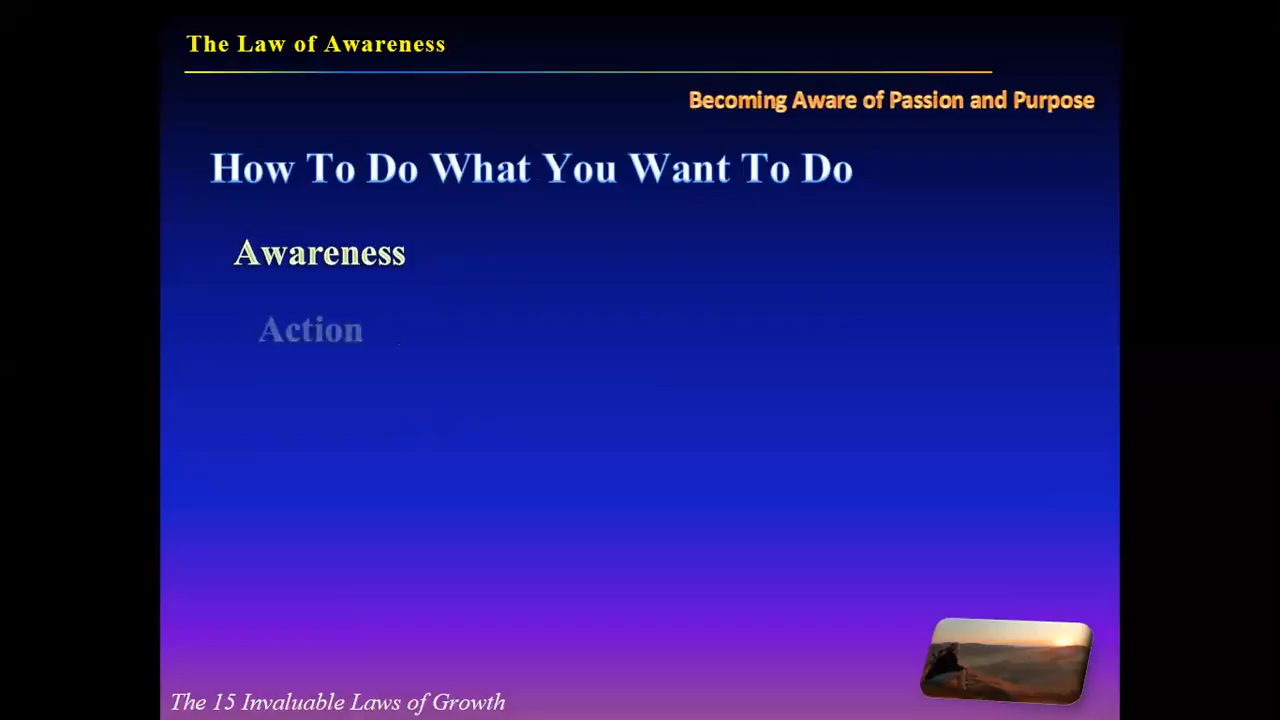 The Law of Awareness
Becoming Aware of Passion and Purpose
How To Do What You Want To Do
Awareness
Action
The 15 Invaluable Laws of Growth